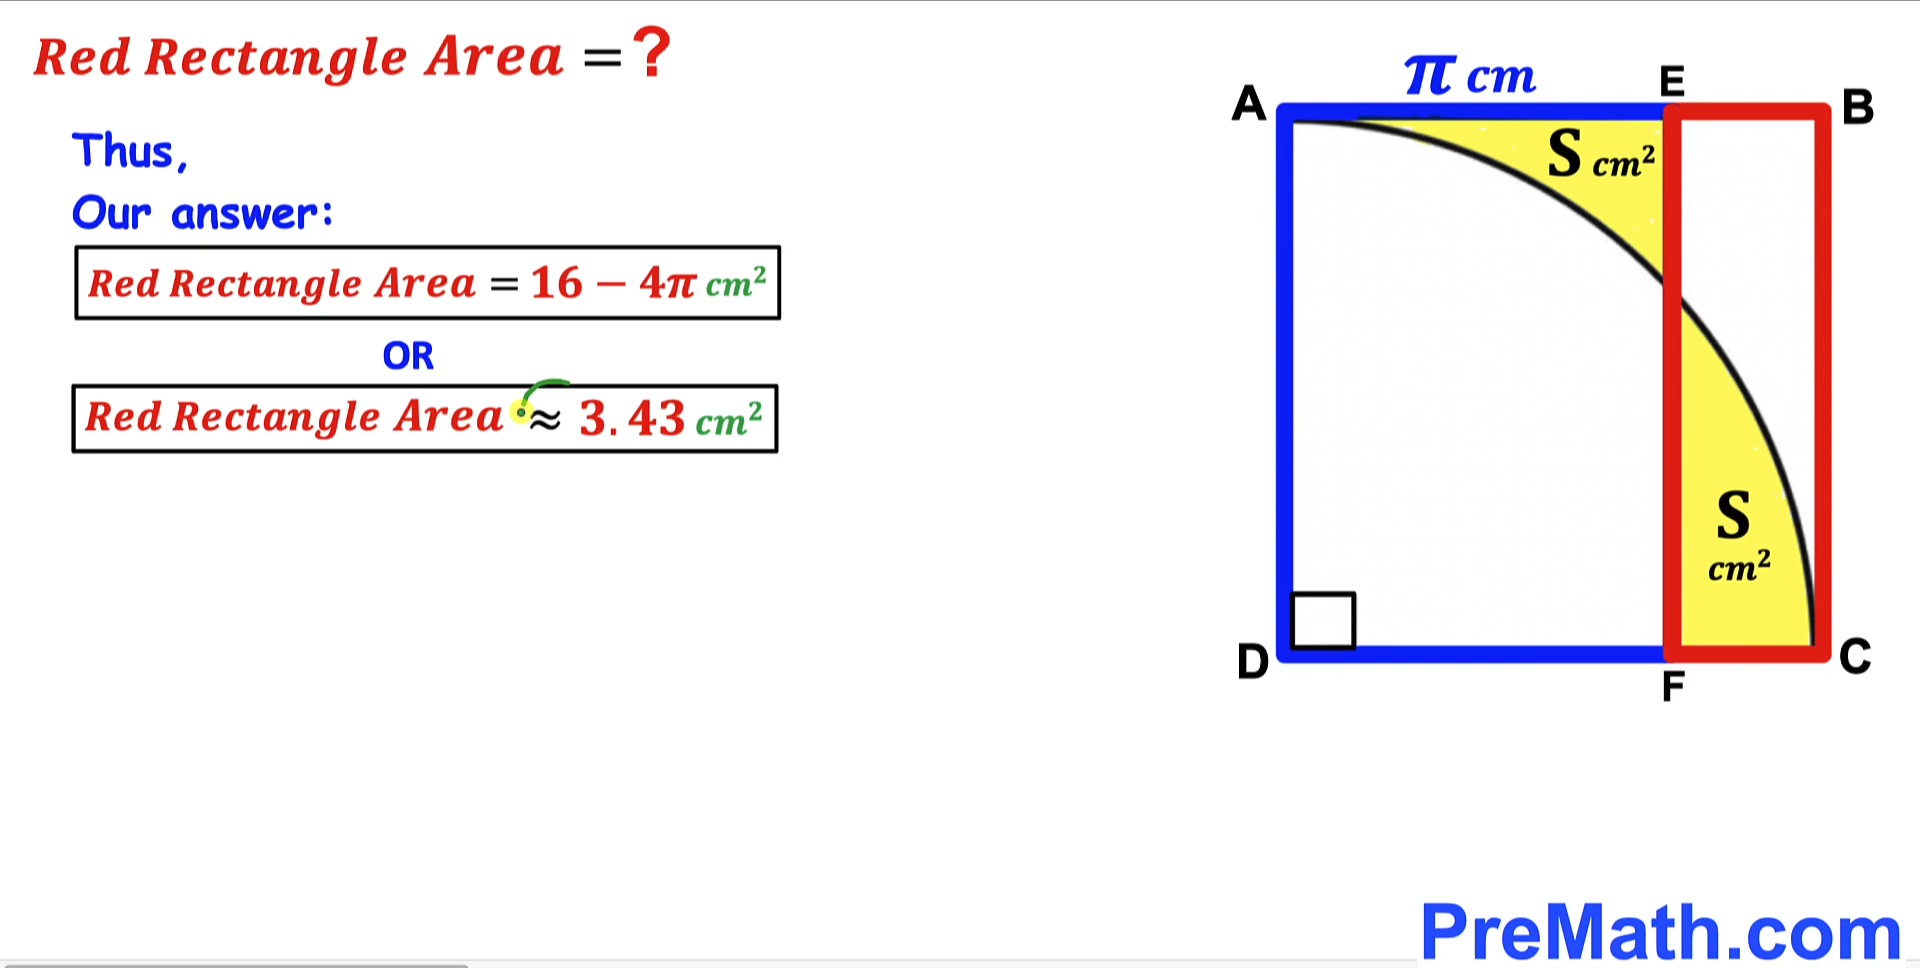 Red Rectangle Area = ?
Thus,
Our answer:
Red Rectangle Area = 16 − 4π cm²
OR
Red Rectangle Area ≈ 3.43 cm²
π cm
A
E
B
S cm²
S
cm²
D
F
C
PreMath.com